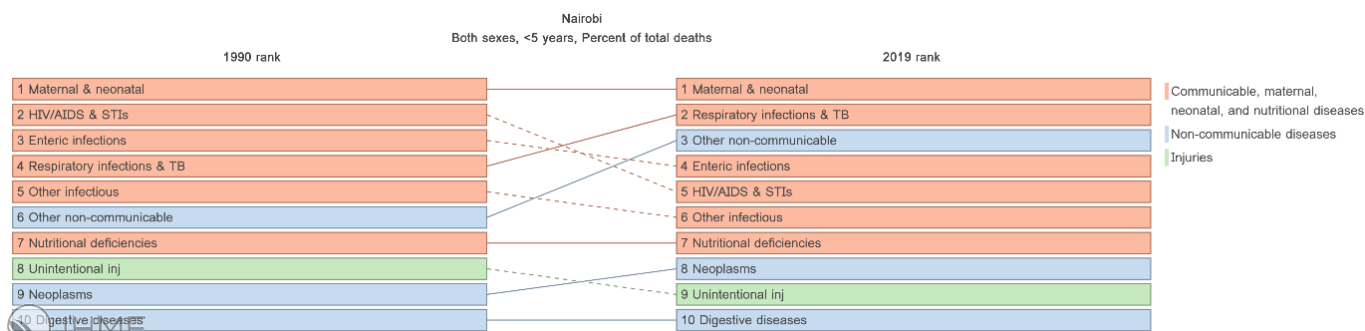 Nairobi
Both sexes, <5 years, Percent of total deaths
1990 rank
2019 rank
1 Maternal & neonatal
2 HIV/AIDS & STIs
3 Enteric infections
4 Respiratory infections & TB
5 Other infectious
6 Other non-communicable
7 Nutritional deficiencies
8 Unintentional inj
9 Neoplasms
10 Digestive diseases
IHME
1 Maternal & neonatal
2 Respiratory infections & TB
3 Other non-communicable
4 Enteric infections
5 HIV/AIDS & STIs
6 Other infectious
7 Nutritional deficiencies
8 Neoplasms
9 Unintentional inj
10 Digestive diseases
Communicable, maternal,
neonatal, and nutritional diseases
Non-communicable diseases
Injuries